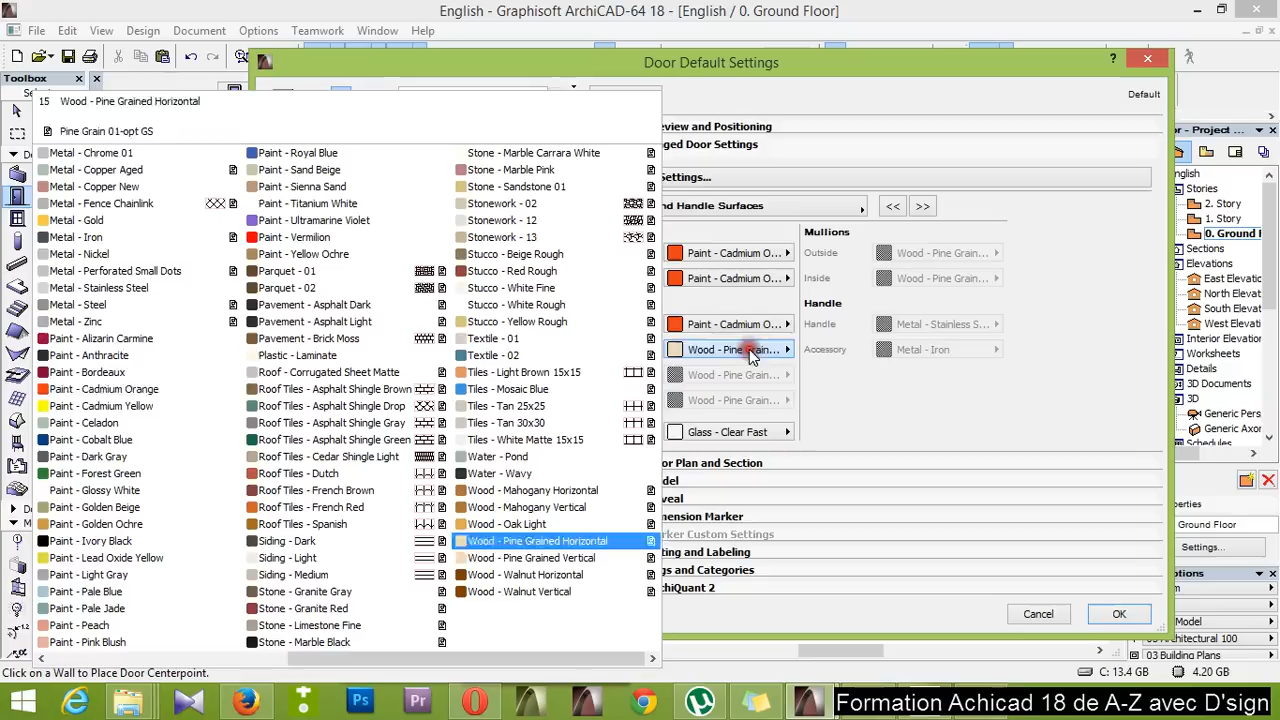 English - Graphisoft ArchiCAD-64 18 - [English / 0. Ground Floor]
File Edit View Design Document Options Teamwork Window Help
Toolbox
Door Default Settings
?
Default
15 Wood - Pine Grained Horizontal
Pine Grain 01-opt GS
Metal - Chrome 01
Metal - Copper Aged
Metal - Copper New
Metal - Fence Chainlink
Metal - Gold
Metal - Iron
Metal - Nickel
Metal - Perforated Small Dots
Metal - Stainless Steel
Metal - Steel
Metal - Zinc
Paint - Alizarin Carmine
Paint - Anthracite
Paint - Bordeaux
Paint - Cadmium Orange
Paint - Cadmium Yellow
Paint - Celadon
Paint - Cobalt Blue
Paint - Dark Gray
Paint - Forest Green
Paint - Glossy White
Paint - Golden Beige
Paint - Golden Ochre
Paint - Ivory Black
Paint - Lead Oxide Yellow
Paint - Light Gray
Paint - Pale Blue
Paint - Pale Jade
Paint - Peach
Paint - Pink Blush
Paint - Royal Blue
Paint - Sand Beige
Paint - Sienna Sand
Paint - Titanium White
Paint - Ultramarine Violet
Paint - Vermilion
Paint - Yellow Ochre
Parquet - 01
Parquet - 02
Pavement - Asphalt Dark
Pavement - Asphalt Light
Pavement - Brick Moss
Plastic - Laminate
Roof - Corrugated Sheet Matte
Roof Tiles - Asphalt Shingle Brown
Roof Tiles - Asphalt Shingle Drop
Roof Tiles - Asphalt Shingle Gray
Roof Tiles - Asphalt Shingle Green
Roof Tiles - Cedar Shingle Light
Roof Tiles - Dutch
Roof Tiles - French Brown
Roof Tiles - French Red
Roof Tiles - Spanish
Siding - Dark
Siding - Light
Siding - Medium
Stone - Granite Gray
Stone - Granite Red
Stone - Limestone Fine
Stone - Marble Black
Stone - Marble Carrara White
Stone - Marble Pink
Stone - Sandstone 01
Stonework - 02
Stonework - 12
Stonework - 13
Stucco - Beige Rough
Stucco - Red Rough
Stucco - White Fine
Stucco - White Rough
Stucco - Yellow Rough
Textile - 01
Textile - 02
Tiles - Light Brown 15x15
Tiles - Mosaic Blue
Tiles - Tan 25x25
Tiles - Tan 30x30
Tiles - White Matte 15x15
Water - Pond
Water - Wavy
Wood - Mahogany Horizontal
Wood - Mahogany Vertical
Wood - Oak Light
Wood - Pine Grained Horizontal
Wood - Pine Grained Vertical
Wood - Walnut Horizontal
Wood - Walnut Vertical
eview and Positioning
nged Door Settings
Settings...
nd Handle Surfaces
<< >>
Paint - Cadmium O...
Paint - Cadmium O...
Paint - Cadmium O...
Wood - Pine Grain...
Wood - Pine Grain...
Wood - Pine Grain...
Glass - Clear Fast
Mullions
Outside Wood - Pine Grain...
Inside Wood - Pine Grain...
Handle
Handle Metal - Stainless S...
Accessory Metal - Iron
or Plan and Section
del
eveal
mension Marker
rker Custom Settings
ting and Labeling
gs and Categories
chiQuant 2
Cancel OK
or - Project ...
nglish
Stories
2. Story
1. Story
0. Ground F
Sections
Elevations
East Elevat
North Eleva
South Eleva
West Elevat
Interior Elevat
Worksheets
Details
3D Documents
3D
Generic Pers
Generic Axo
Schedules
operties
Ground Floor
Settings...
ptions
Model
03 Architectural 100
03 Building Plans
Click on a Wall to Place Door Centerpoint.
C: 13.4 GB 4.20 GB
Ps
Pr
Formation Achicad 18 de A-Z avec D'sign